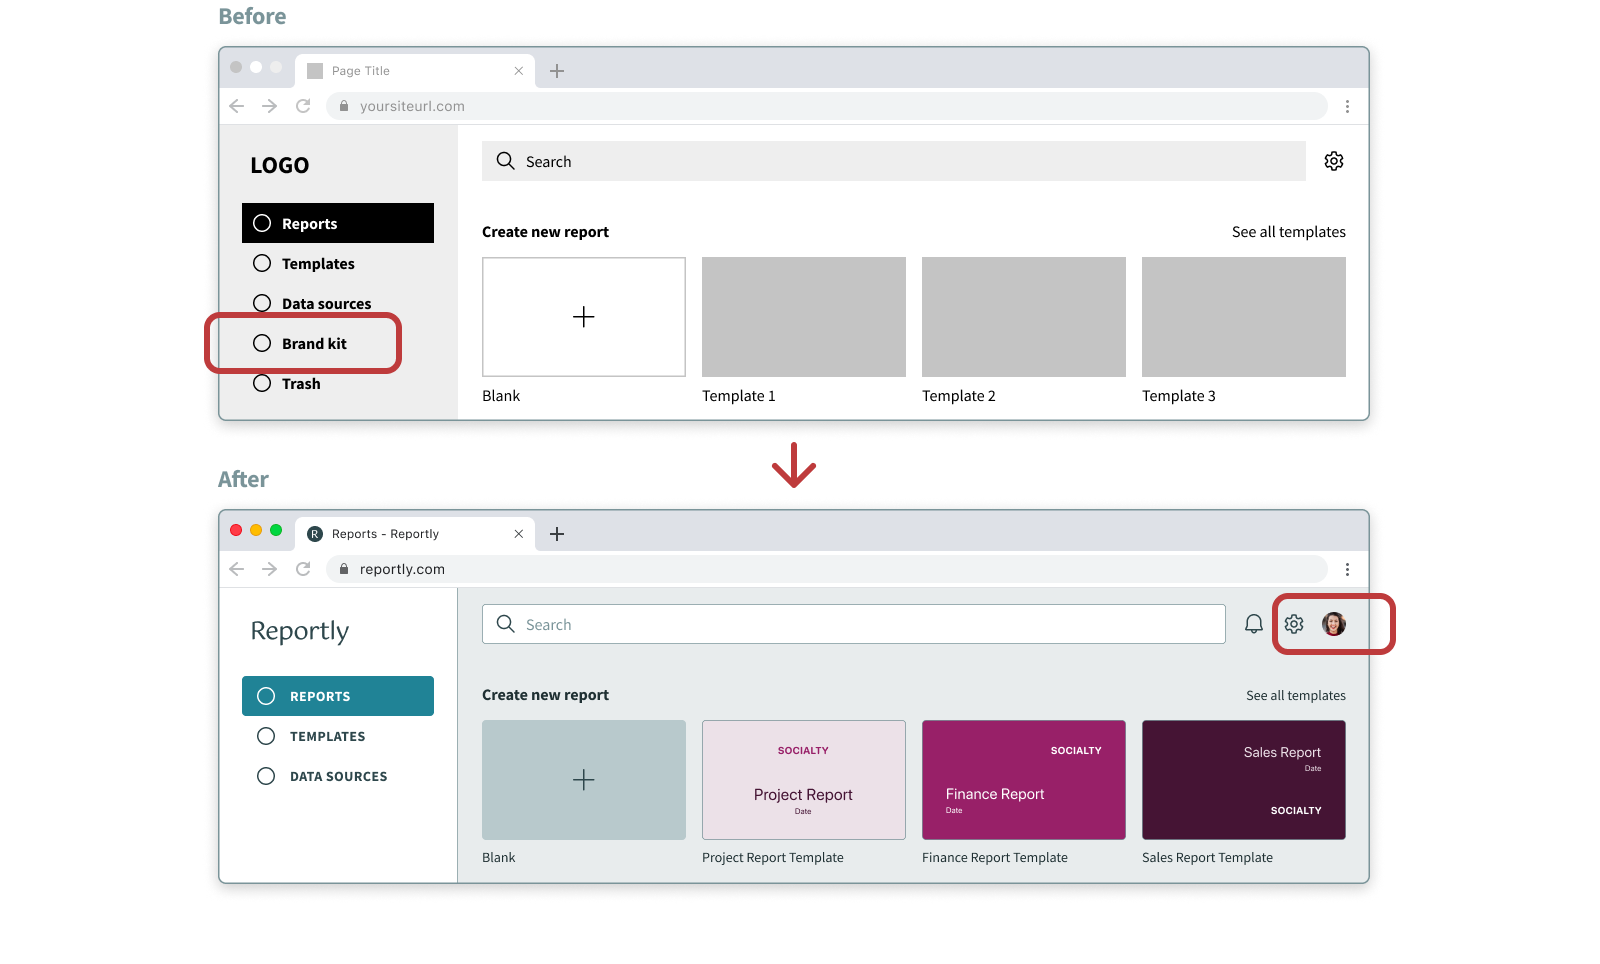 Before
Page Title
yoursiteurl.com
LOGO
Search
Reports
Templates
Data sources
Brand kit
Trash
Create new report
See all templates
Blank
Template 1
Template 2
Template 3
After
R
Reports - Reportly
reportly.com
Reportly
Search
REPORTS
TEMPLATES
DATA SOURCES
Create new report
See all templates
SOCIALTY
Project Report
Date
SOCIALTY
Finance Report
Date
Sales Report
Date
SOCIALTY
Blank
Project Report Template
Finance Report Template
Sales Report Template